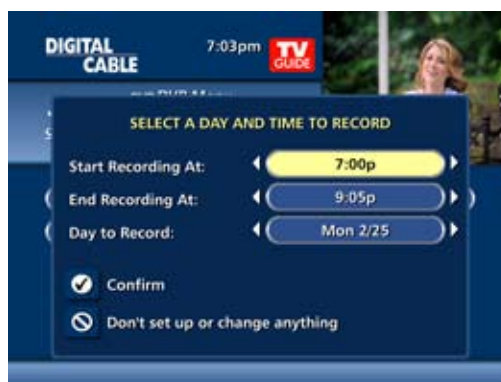 DIGITAL
CABLE
7:03pm
TV
GUIDE
SELECT A DAY AND TIME TO RECORD
Start Recording At:
7:00p
End Recording At:
9:05p
Day to Record:
Mon 2/25
Confirm
Don't set up or change anything